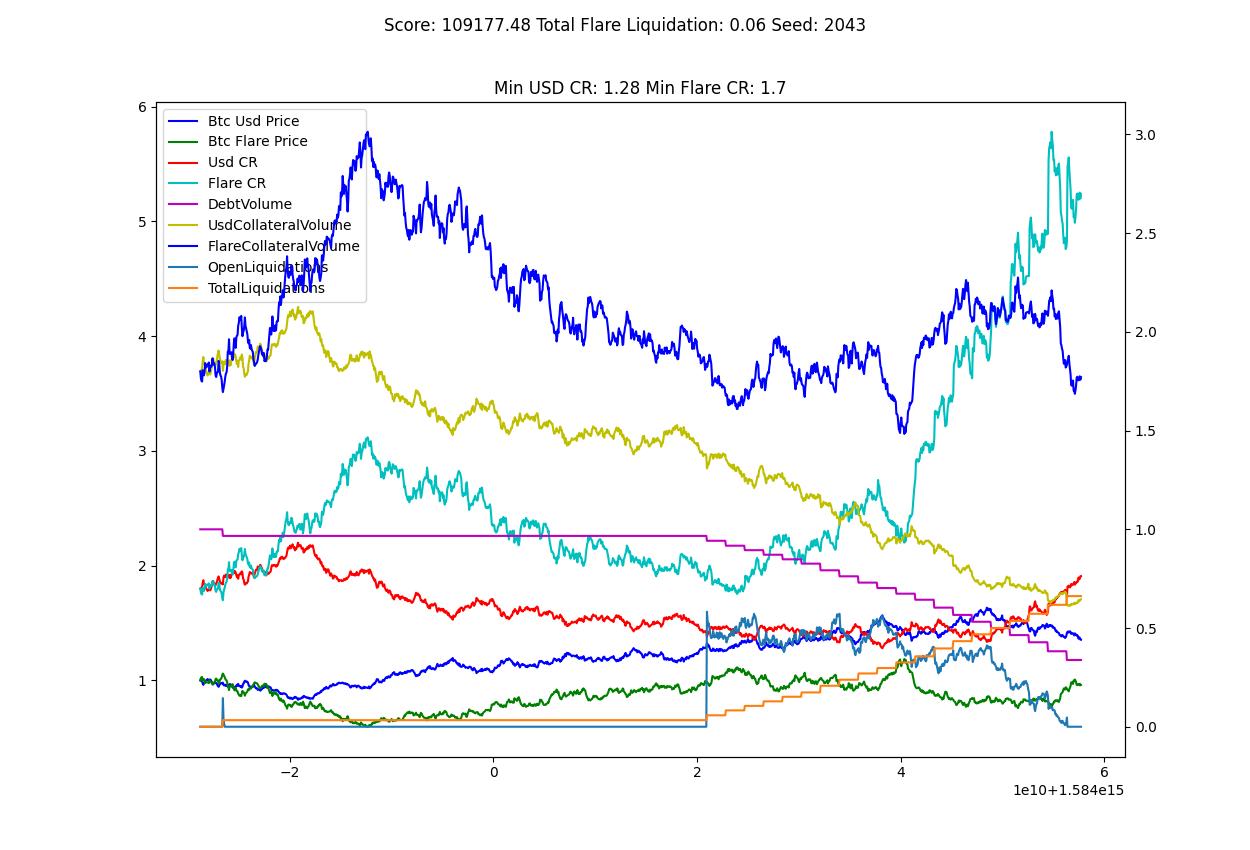 Score: 109177.48 Total Flare Liquidation: 0.06 Seed: 2043
Min USD CR: 1.28 Min Flare CR: 1.7
Btc Usd Price
Btc Flare Price
Usd CR
Flare CR
DebtVolume
UsdCollateralVolume
FlareCollateralVolume
OpenLiquidations
TotalLiquidations
6
5
4
3
2
1
3.0
2.5
2.0
1.5
1.0
0.5
0.0
−2
0
2
4
6
1e10+1.584e15